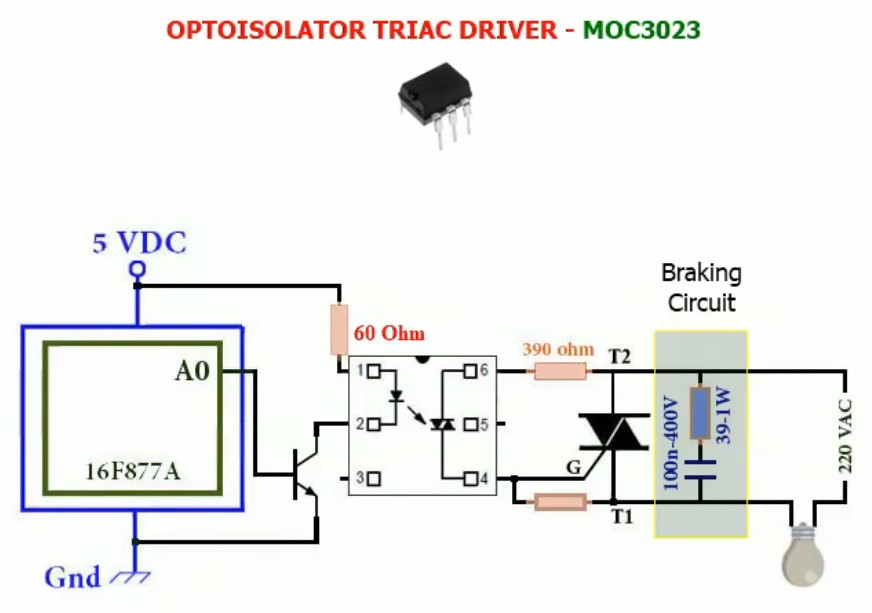 OPTOISOLATOR TRIAC DRIVER - MOC3023
5 VDC
Braking
Circuit
60 Ohm
390 ohm
T2
A0
1
6
2
5
3
4
16F877A
G
T1
100n-400V
39-1W
220 VAC
Gnd